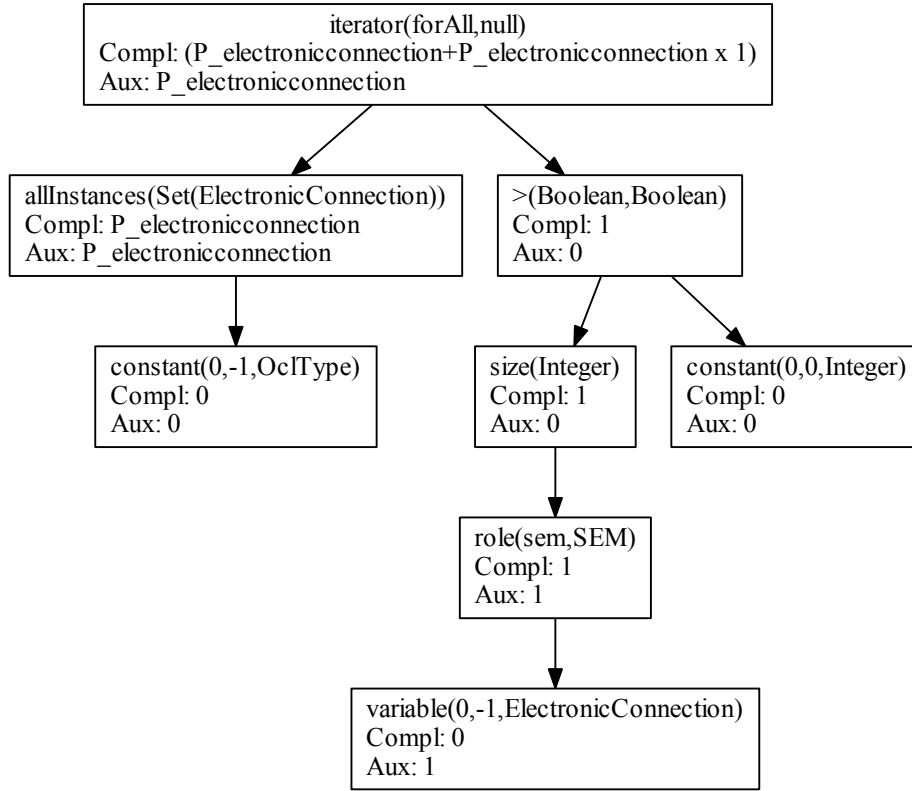 iterator(forAll,null)
Compl: (P_electronicconnection+P_electronicconnection x 1)
Aux: P_electronicconnection
allInstances(Set(ElectronicConnection))
Compl: P_electronicconnection
Aux: P_electronicconnection
>(Boolean,Boolean)
Compl: 1
Aux: 0
constant(0,-1,OclType)
Compl: 0
Aux: 0
size(Integer)
Compl: 1
Aux: 0
constant(0,0,Integer)
Compl: 0
Aux: 0
role(sem,SEM)
Compl: 1
Aux: 1
variable(0,-1,ElectronicConnection)
Compl: 0
Aux: 1